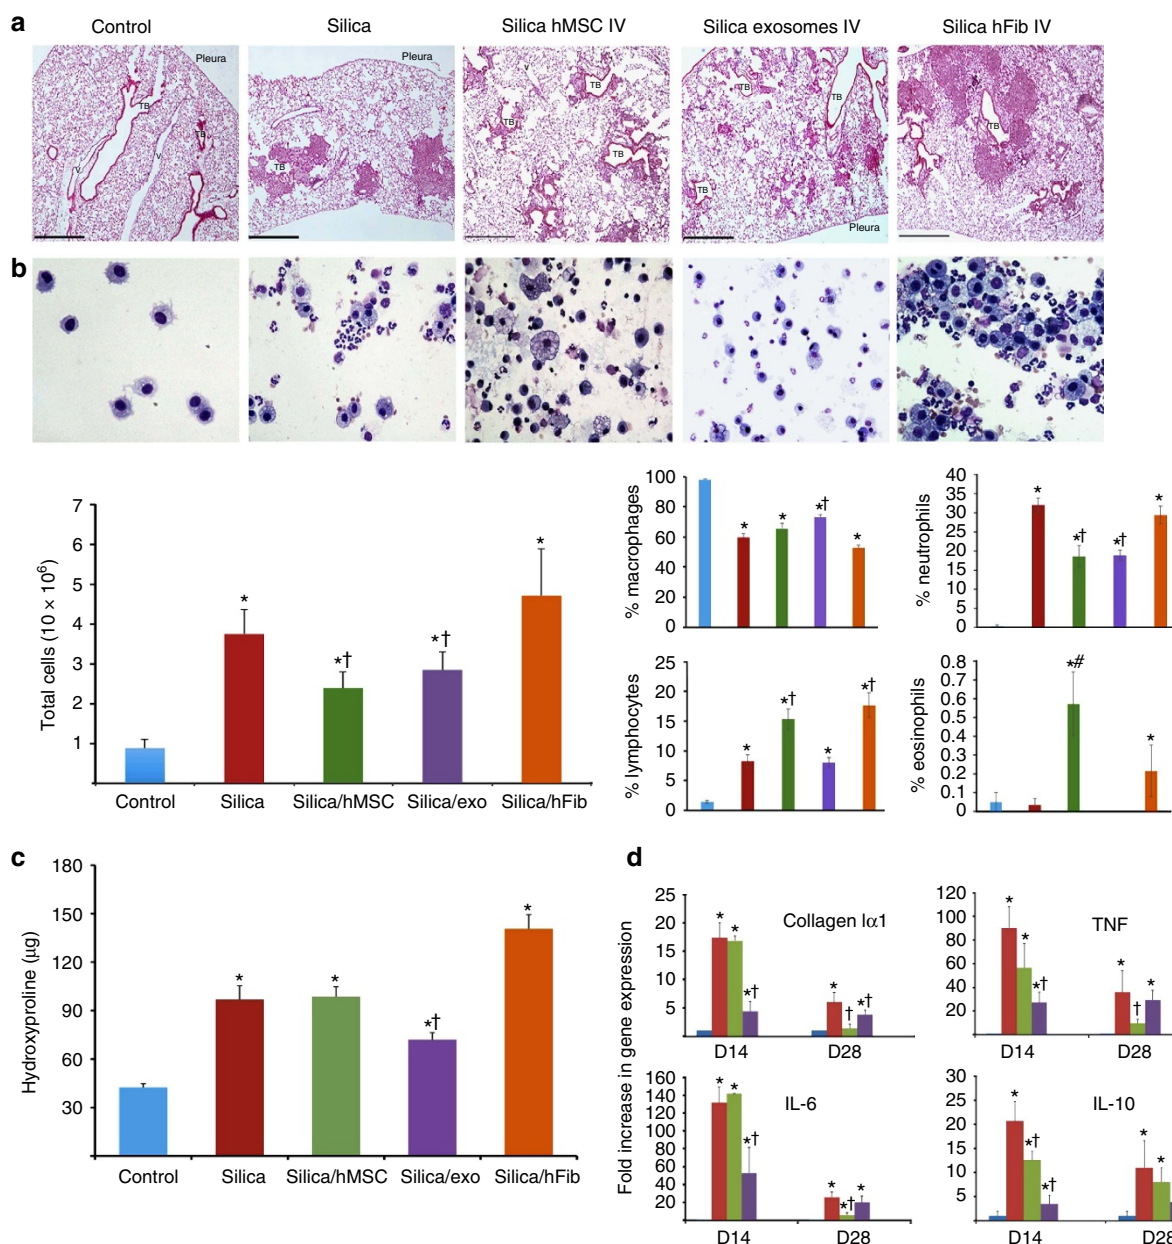 a
Control
Silica
Silica hMSC IV
Silica exosomes IV
Silica hFib IV
Pleura
TB
TB
V
V
Pleura
TB
V
TB
TB
TB
TB
TB
TB
Pleura
TB
b
Total cells (10 × 10⁶)
7
6
5
4
3
2
1
*
*†
*†
*
Control
Silica
Silica/hMSC
Silica/exo
Silica/hFib
% macrophages
100
80
60
40
20
0
*
*
*†
*
% neutrophils
40
35
30
25
20
15
10
5
0
*
*†
*†
*
% lymphocytes
25
20
15
10
5
0
*
*†
*
*†
% eosinophils
0.8
0.7
0.6
0.5
0.4
0.3
0.2
0.1
0
*#
*
c
Hydroxyproline (µg)
180
150
120
90
60
30
*
*
*†
*
Control
Silica
Silica/hMSC
Silica/exo
Silica/hFib
d
Fold increase in gene expression
25
20
15
10
5
Collagen Iα1
*
*
*†
*
†
*†
D14
D28
120
100
80
60
40
20
TNF
*
*
*†
*
†
*
D14
D28
160
140
120
100
80
60
40
20
IL-6
*
*
*†
*
*†
*
D14
D28
30
25
20
15
10
5
IL-10
*
*†
*†
*
*
D14
D28